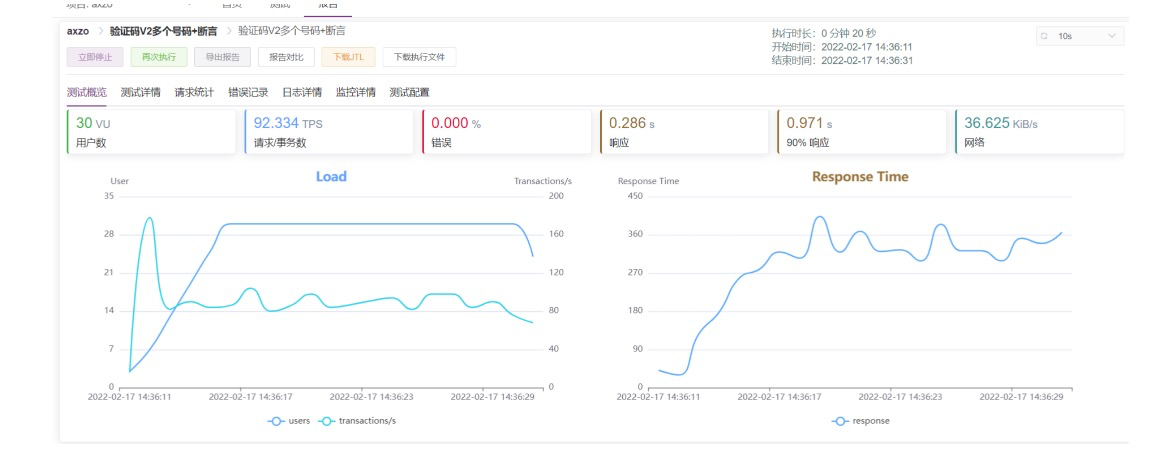 项目: axzo 首页 测试 报告
axzo > 验证码V2多个号码+断言 > 验证码V2多个号码+断言
执行时长：0 分钟 20 秒
开始时间：2022-02-17 14:36:11
结束时间：2022-02-17 14:36:31
10s
立即停止 再次执行 导出报告 报告对比 下载JTL 下载执行文件
测试概览 测试详情 请求统计 错误记录 日志详情 监控详情 测试配置
30 VU
用户数
92.334 TPS
请求/事务数
0.000 %
错误
0.286 s
响应
0.971 s
90% 响应
36.625 KiB/s
网络
Load
User
Transactions/s
35 200
28 160
21 120
14 80
7 40
0 0
2022-02-17 14:36:11 2022-02-17 14:36:17 2022-02-17 14:36:23 2022-02-17 14:36:29
users transactions/s
Response Time
Response Time
450
360
270
180
90
0
2022-02-17 14:36:11 2022-02-17 14:36:17 2022-02-17 14:36:23 2022-02-17 14:36:29
response